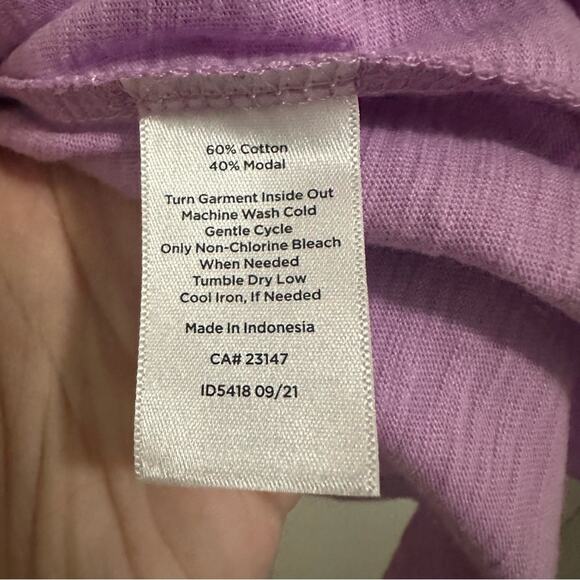 60% Cotton
40% Modal
Turn Garment Inside Out
Machine Wash Cold
Gentle Cycle
Only Non-Chlorine Bleach
When Needed
Tumble Dry Low
Cool Iron, If Needed
Made In Indonesia
CA# 23147
ID5418 09/21